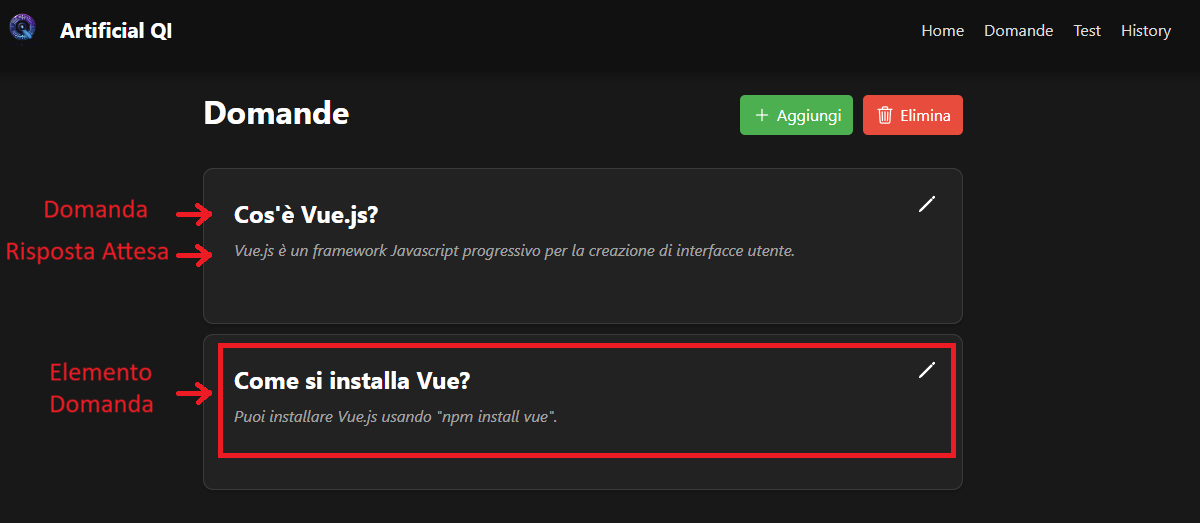 Artificial QI
Home Domande Test History
Domande
Aggiungi
Elimina
Domanda
Cos'è Vue.js?
Risposta Attesa
Vue.js è un framework Javascript progressivo per la creazione di interfacce utente.
Elemento
Domanda
Come si installa Vue?
Puoi installare Vue.js usando "npm install vue".